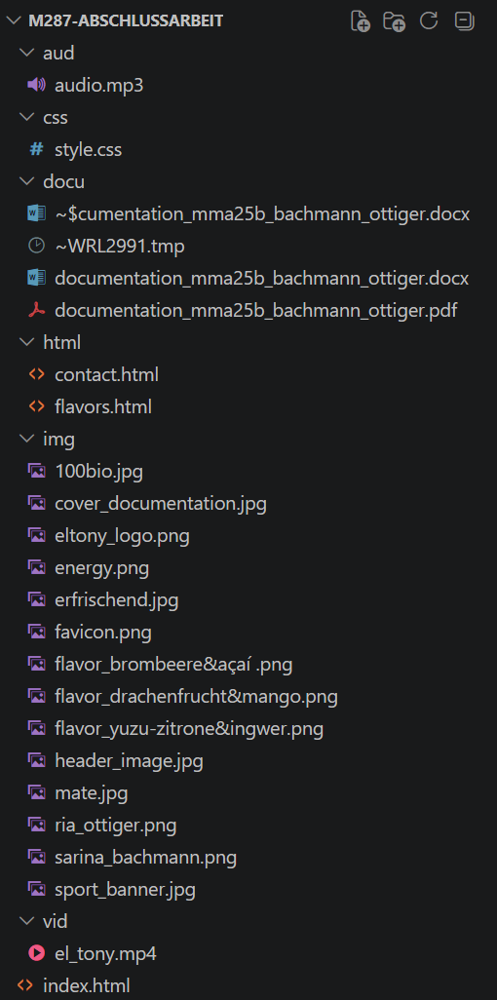 M287-ABSCHLUSSARBEIT
aud
audio.mp3
css
# style.css
docu
~$cumentation_mma25b_bachmann_ottiger.docx
~WRL2991.tmp
documentation_mma25b_bachmann_ottiger.docx
documentation_mma25b_bachmann_ottiger.pdf
html
contact.html
flavors.html
img
100bio.jpg
cover_documentation.jpg
eltony_logo.png
energy.png
erfrischend.jpg
favicon.png
flavor_brombeere&açaí .png
flavor_drachenfrucht&mango.png
flavor_yuzu-zitrone&ingwer.png
header_image.jpg
mate.jpg
ria_ottiger.png
sarina_bachmann.png
sport_banner.jpg
vid
el_tony.mp4
index.html